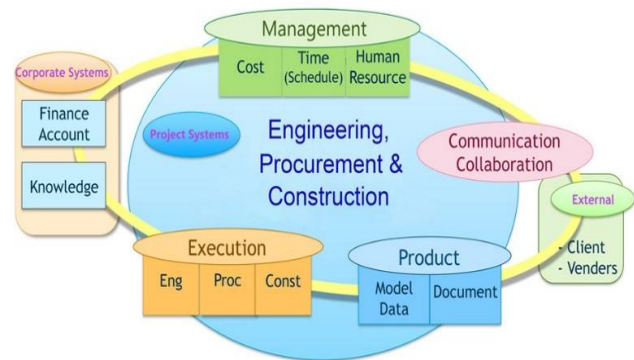 Management
Cost
Time
(Schedule)
Human
Resource
Corporate Systems
Finance
Account
Knowledge
Project Systems
Engineering,
Procurement &
Construction
Communication
Collaboration
External
- Client
- Venders
Execution
Eng
Proc
Const
Product
Model
Data
Document